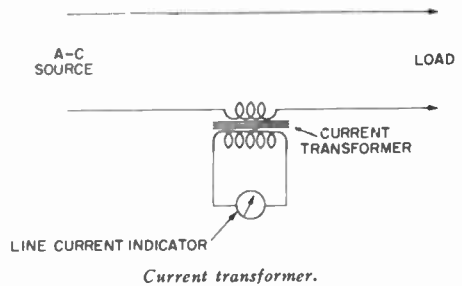 A-C
SOURCE
LOAD
CURRENT
TRANSFORMER
LINE CURRENT INDICATOR
Current transformer.